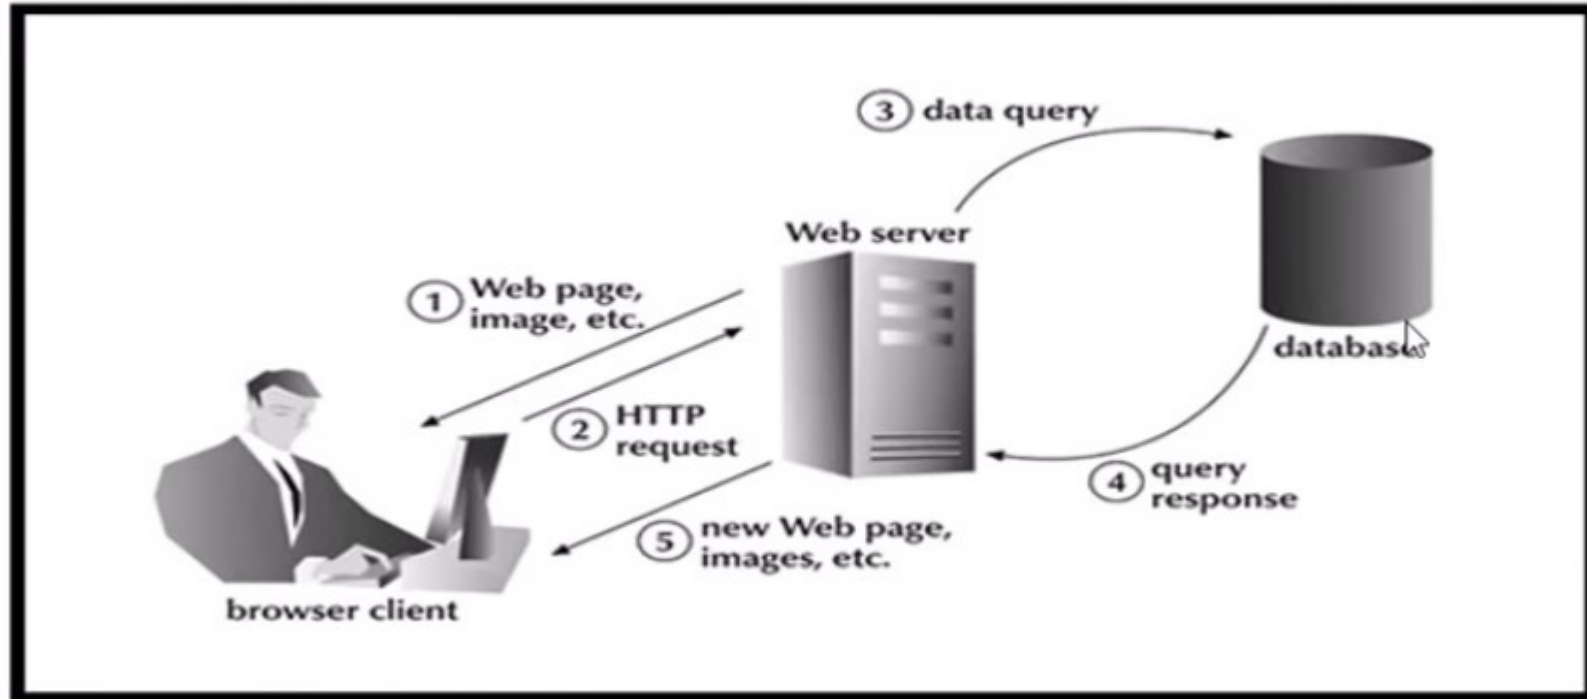 3 data query
Web server
1 Web page,
image, etc.
database
2 HTTP
request
4 query
response
5 new Web page,
images, etc.
browser client